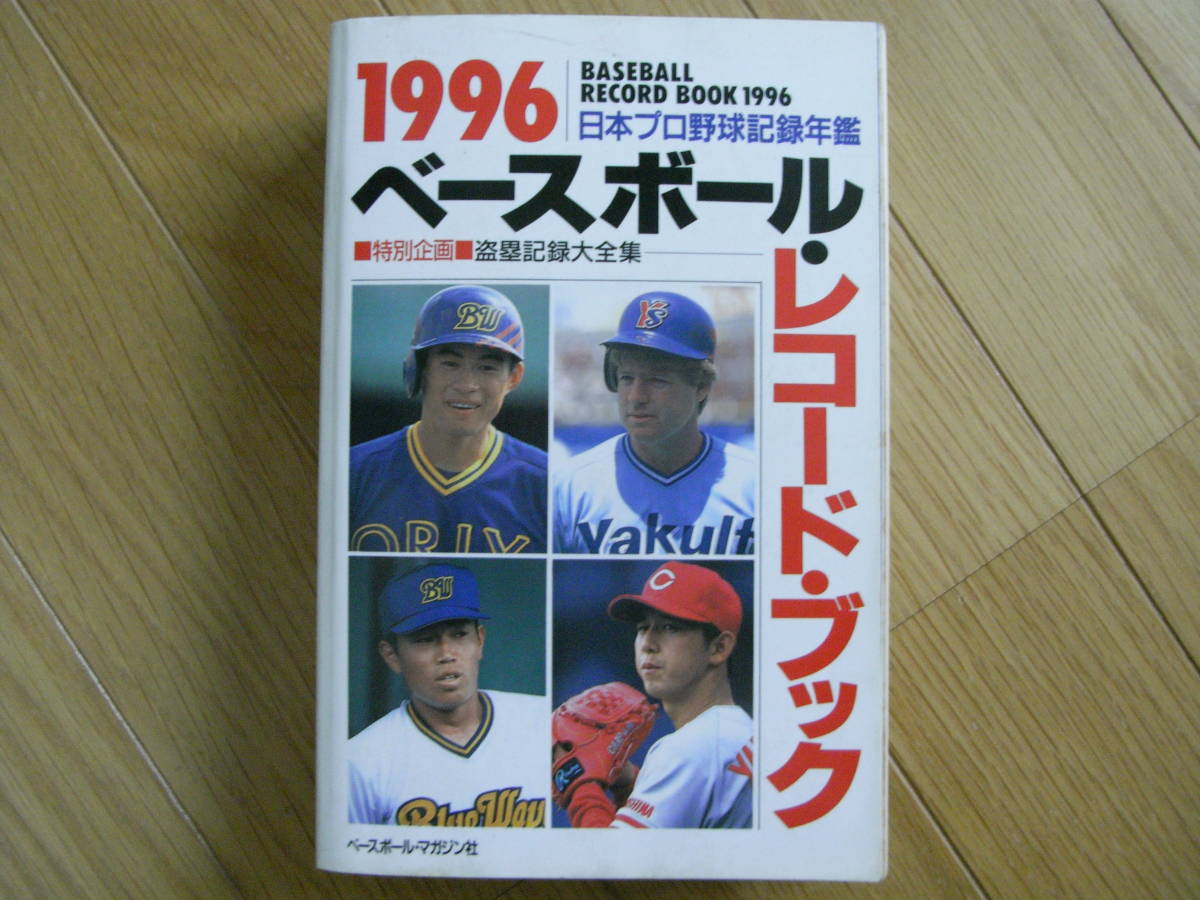 1996
BASEBALL
RECORD BOOK 1996
日本プロ野球記録年鑑
ベースボール・レコード・ブック
■特別企画■盗塁記録大全集
BW
YS
ORIX
Yakult
BW
C
Blue Wav
ベースボール・マガジン社